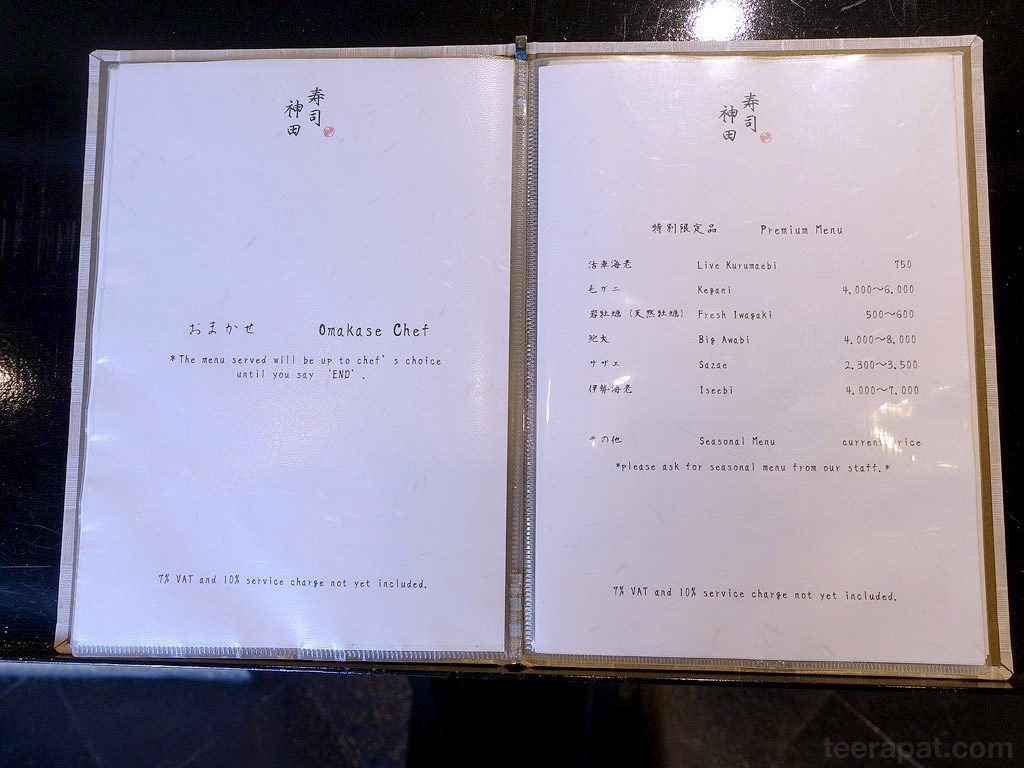 寿司
神田
おまかせ Omakase Chef
*The menu served will be up to chef's choice
until you say 'END'.
7% VAT and 10% service charge not yet included.
寿司
神田
特別限定品 Premium Menu
活車海老 Live Kurumaebi 750
毛ガニ Kegani 4,000～6,000
岩牡蠣 (天然牡蠣) Fresh Iwagaki 500～600
Big Awabi 4,000～8,000
サザエ Sazae 2,300～3,500
伊勢海老 Iseebi 4,000～7,000
その他 Seasonal Menu current price
*please ask for seasonal menu from our staff.*
7% VAT and 10% service charge not yet included.
teerapat.com